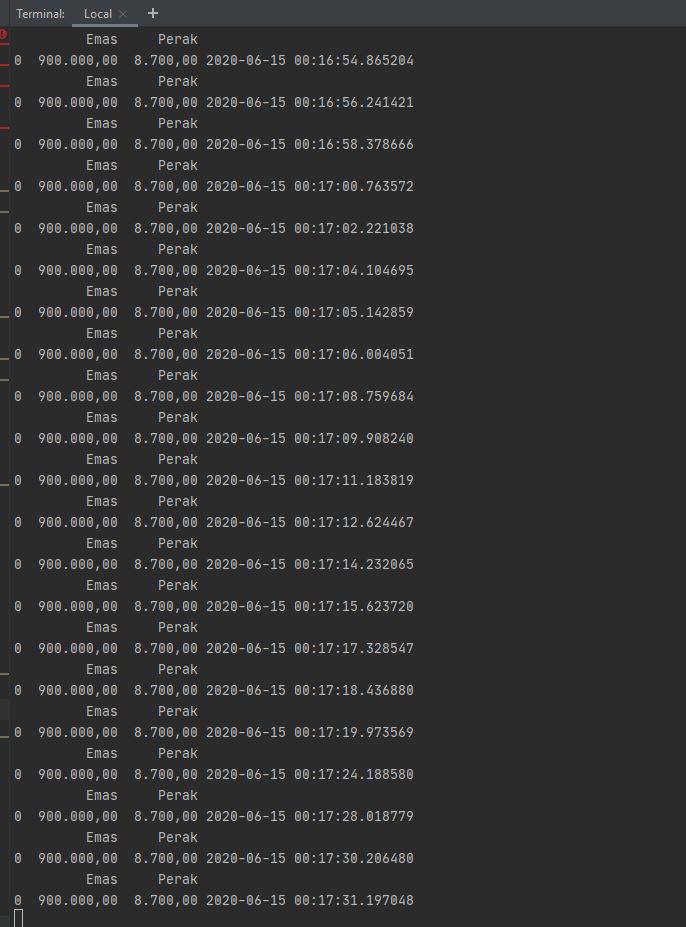 Terminal: Local × +
Emas Perak
0 900.000,00 8.700,00 2020-06-15 00:16:54.865204
Emas Perak
0 900.000,00 8.700,00 2020-06-15 00:16:56.241421
Emas Perak
0 900.000,00 8.700,00 2020-06-15 00:16:58.378666
Emas Perak
0 900.000,00 8.700,00 2020-06-15 00:17:00.763572
Emas Perak
0 900.000,00 8.700,00 2020-06-15 00:17:02.221038
Emas Perak
0 900.000,00 8.700,00 2020-06-15 00:17:04.104695
Emas Perak
0 900.000,00 8.700,00 2020-06-15 00:17:05.142859
Emas Perak
0 900.000,00 8.700,00 2020-06-15 00:17:06.004051
Emas Perak
0 900.000,00 8.700,00 2020-06-15 00:17:08.759684
Emas Perak
0 900.000,00 8.700,00 2020-06-15 00:17:09.908240
Emas Perak
0 900.000,00 8.700,00 2020-06-15 00:17:11.183819
Emas Perak
0 900.000,00 8.700,00 2020-06-15 00:17:12.624467
Emas Perak
0 900.000,00 8.700,00 2020-06-15 00:17:14.232065
Emas Perak
0 900.000,00 8.700,00 2020-06-15 00:17:15.623720
Emas Perak
0 900.000,00 8.700,00 2020-06-15 00:17:17.328547
Emas Perak
0 900.000,00 8.700,00 2020-06-15 00:17:18.436880
Emas Perak
0 900.000,00 8.700,00 2020-06-15 00:17:19.973569
Emas Perak
0 900.000,00 8.700,00 2020-06-15 00:17:24.188580
Emas Perak
0 900.000,00 8.700,00 2020-06-15 00:17:28.018779
Emas Perak
0 900.000,00 8.700,00 2020-06-15 00:17:30.206480
Emas Perak
0 900.000,00 8.700,00 2020-06-15 00:17:31.197048